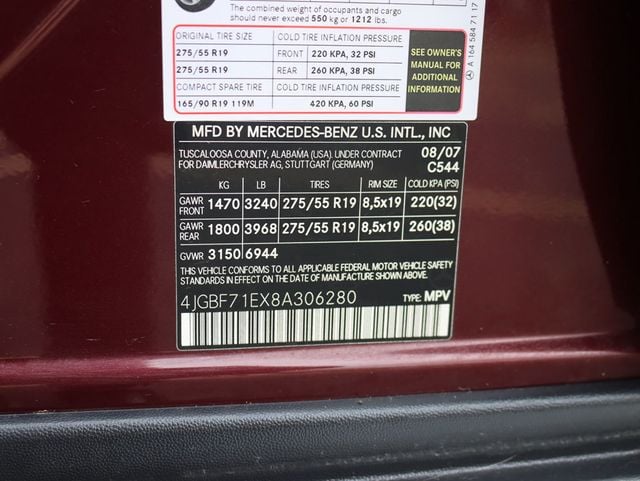 The combined weight of occupants and cargo
should never exceed 550 kg or 1212 lbs.
ORIGINAL TIRE SIZE COLD TIRE INFLATION PRESSURE
275/55 R19 FRONT 220 KPA, 32 PSI
275/55 R19 REAR 260 KPA, 38 PSI
COMPACT SPARE TIRE COLD TIRE INFLATION PRESSURE
165/90 R19 119M 420 KPA, 60 PSI
SEE OWNER'S
MANUAL FOR
ADDITIONAL
INFORMATION
A 164 584 71 17
MFD BY MERCEDES-BENZ U.S. INTL., INC
TUSCALOOSA COUNTY, ALABAMA (USA). UNDER CONTRACT 08/07
FOR DAIMLERCHRYSLER AG, STUTTGART (GERMANY) C544
KG LB TIRES RIM SIZE COLD KPA (PSI)
GAWR FRONT 1470 3240 275/55 R19 8,5x19 220(32)
GAWR REAR 1800 3968 275/55 R19 8,5x19 260(38)
GVWR 3150 6944
THIS VEHICLE CONFORMS TO ALL APPLICABLE FEDERAL MOTOR VEHICLE SAFETY
STANDARDS IN EFFECT ON THE DATE OF MANUFACTURE SHOWN ABOVE.
4JGBF71EX8A306280 TYPE: MPV